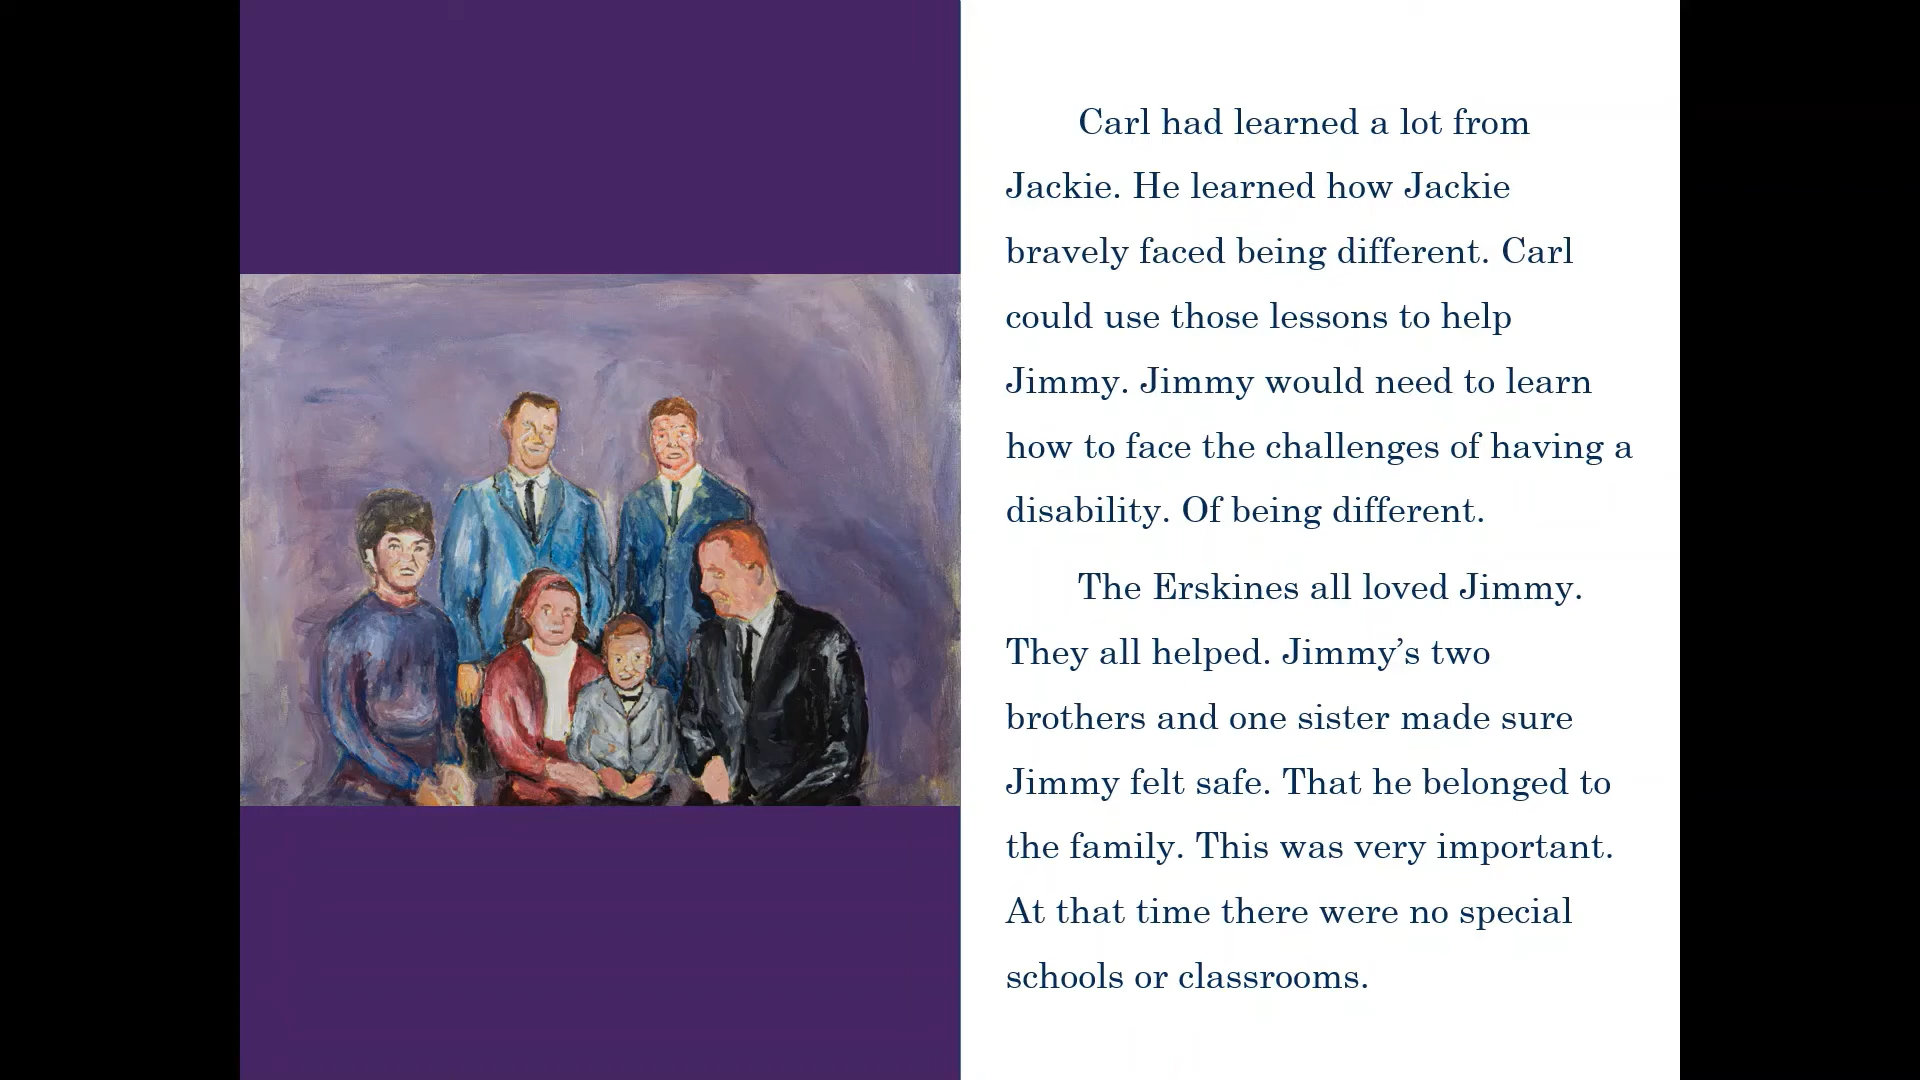 Carl had learned a lot from
Jackie. He learned how Jackie
bravely faced being different. Carl
could use those lessons to help
Jimmy. Jimmy would need to learn
how to face the challenges of having a
disability. Of being different.
The Erskines all loved Jimmy.
They all helped. Jimmy’s two
brothers and one sister made sure
Jimmy felt safe. That he belonged to
the family. This was very important.
At that time there were no special
schools or classrooms.